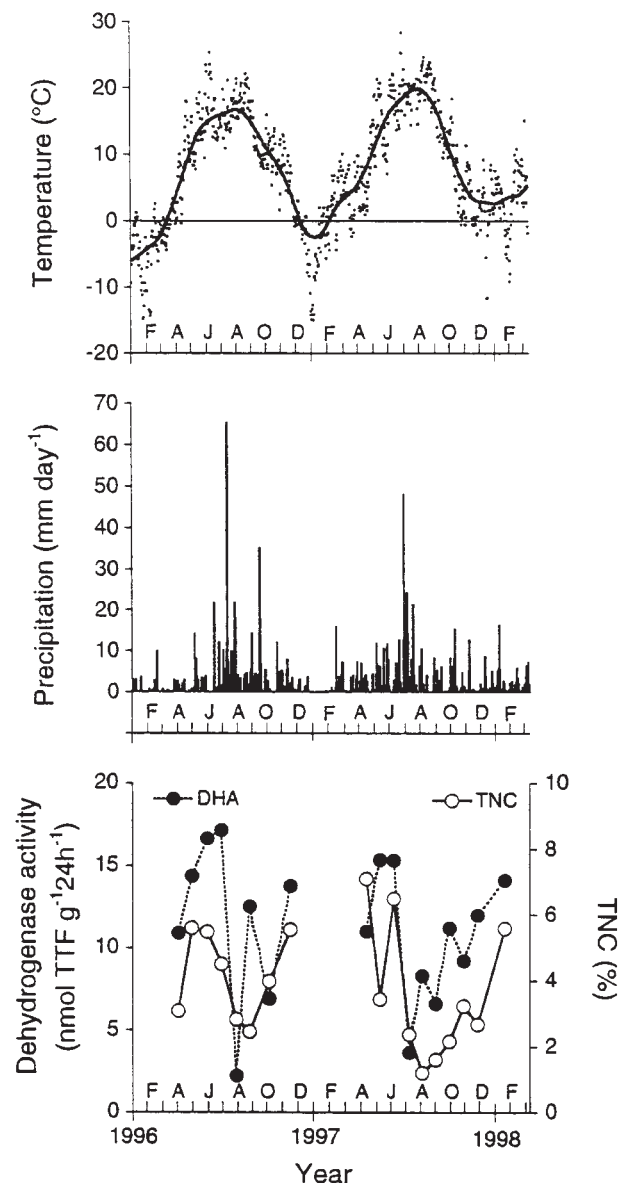 Temperature (°C)
30
20
10
0
-10
-20
F A J A O D F A J A O D F
Precipitation (mm day-1)
70
60
50
40
30
20
10
0
F A J A O D F A J A O D F
Dehydrogenase activity
(nmol TTF g-1 24h-1)
20
15
10
5
0
DHA
TNC
10
8
6
4
2
0
TNC (%)
F A J A O D F A J A O D F
1996 1997 1998
Year